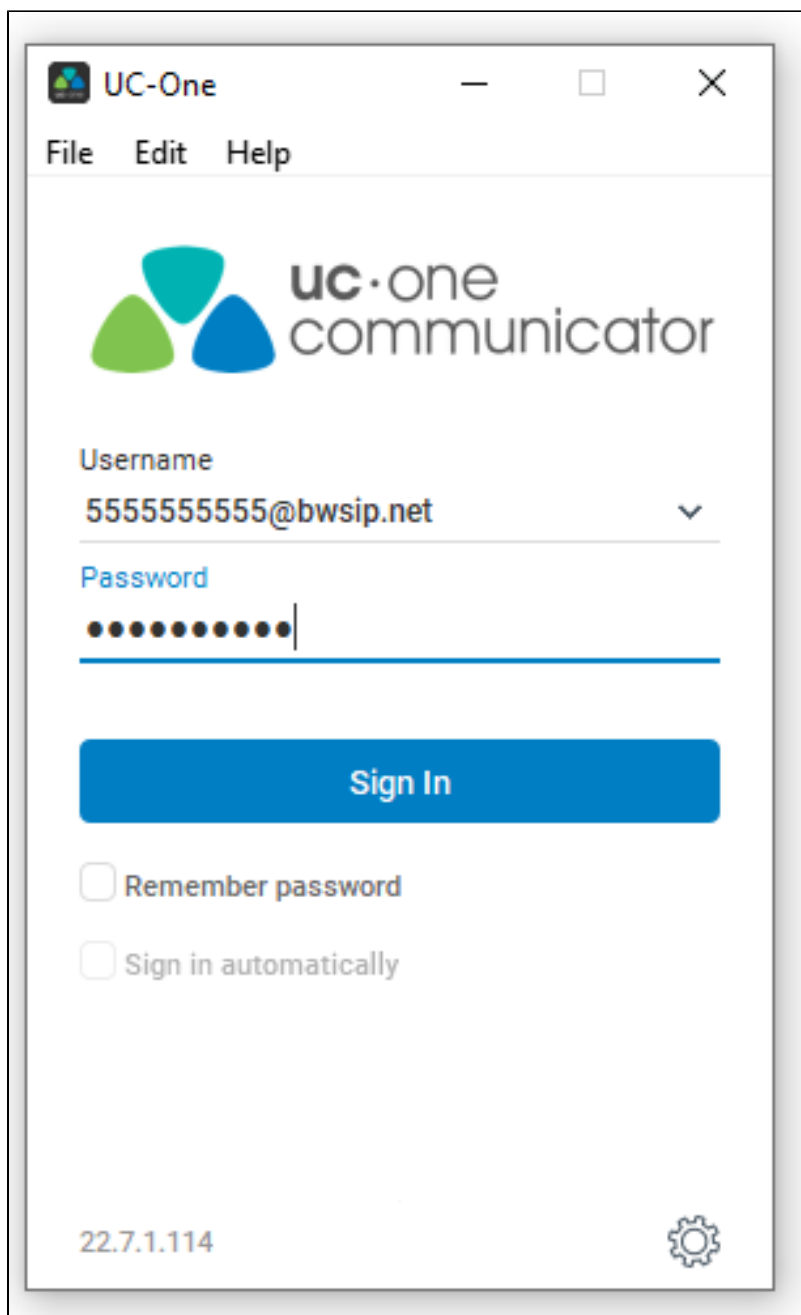 UC-One
File Edit Help
uc·one
communicator
Username
5555555555@bwsip.net
Password
●●●●●●●●●●
Sign In
Remember password
Sign in automatically
22.7.1.114